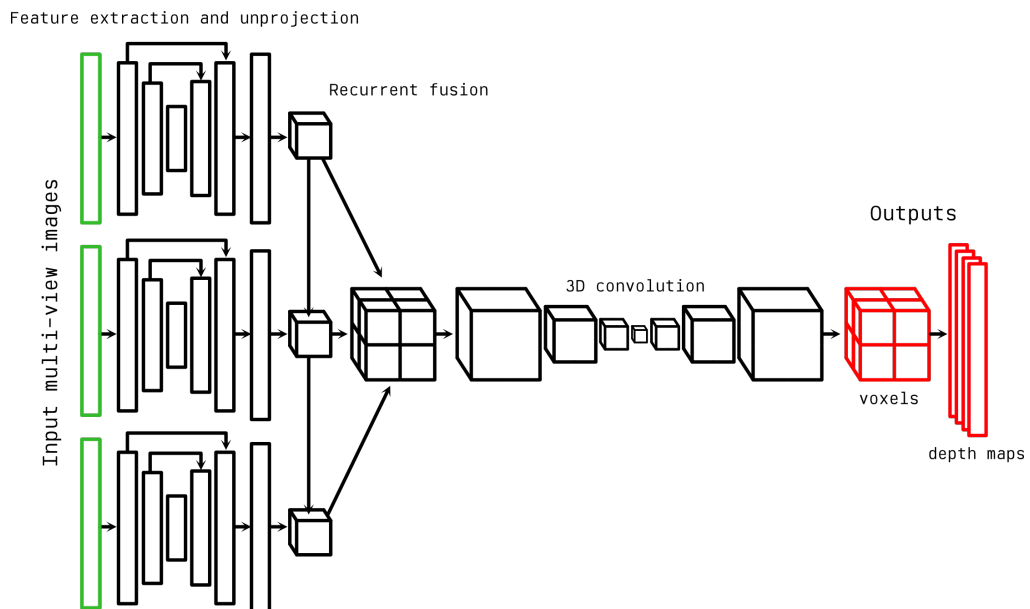 Feature extraction and unprojection
Recurrent fusion
Input multi-view images
3D convolution
Outputs
voxels
depth maps